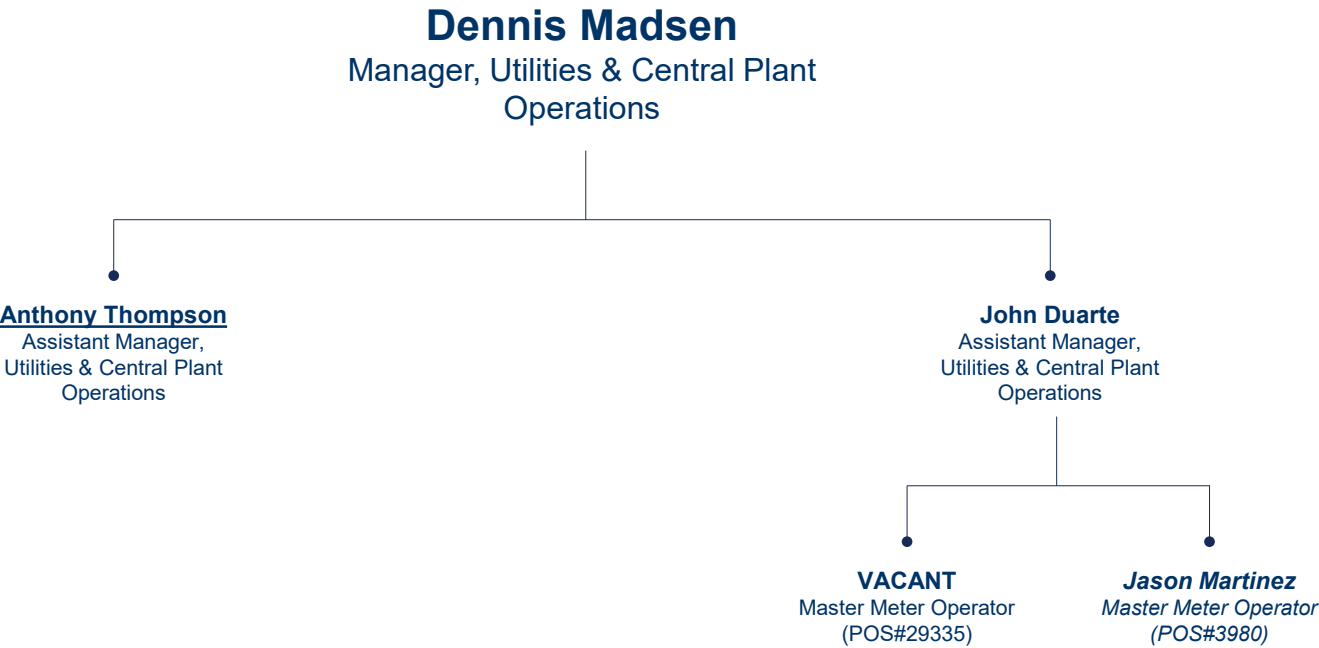 Dennis Madsen
Manager, Utilities & Central Plant
Operations
Anthony Thompson
Assistant Manager,
Utilities & Central Plant
Operations
John Duarte
Assistant Manager,
Utilities & Central Plant
Operations
VACANT
Master Meter Operator
(POS#29335)
Jason Martinez
Master Meter Operator
(POS#3980)